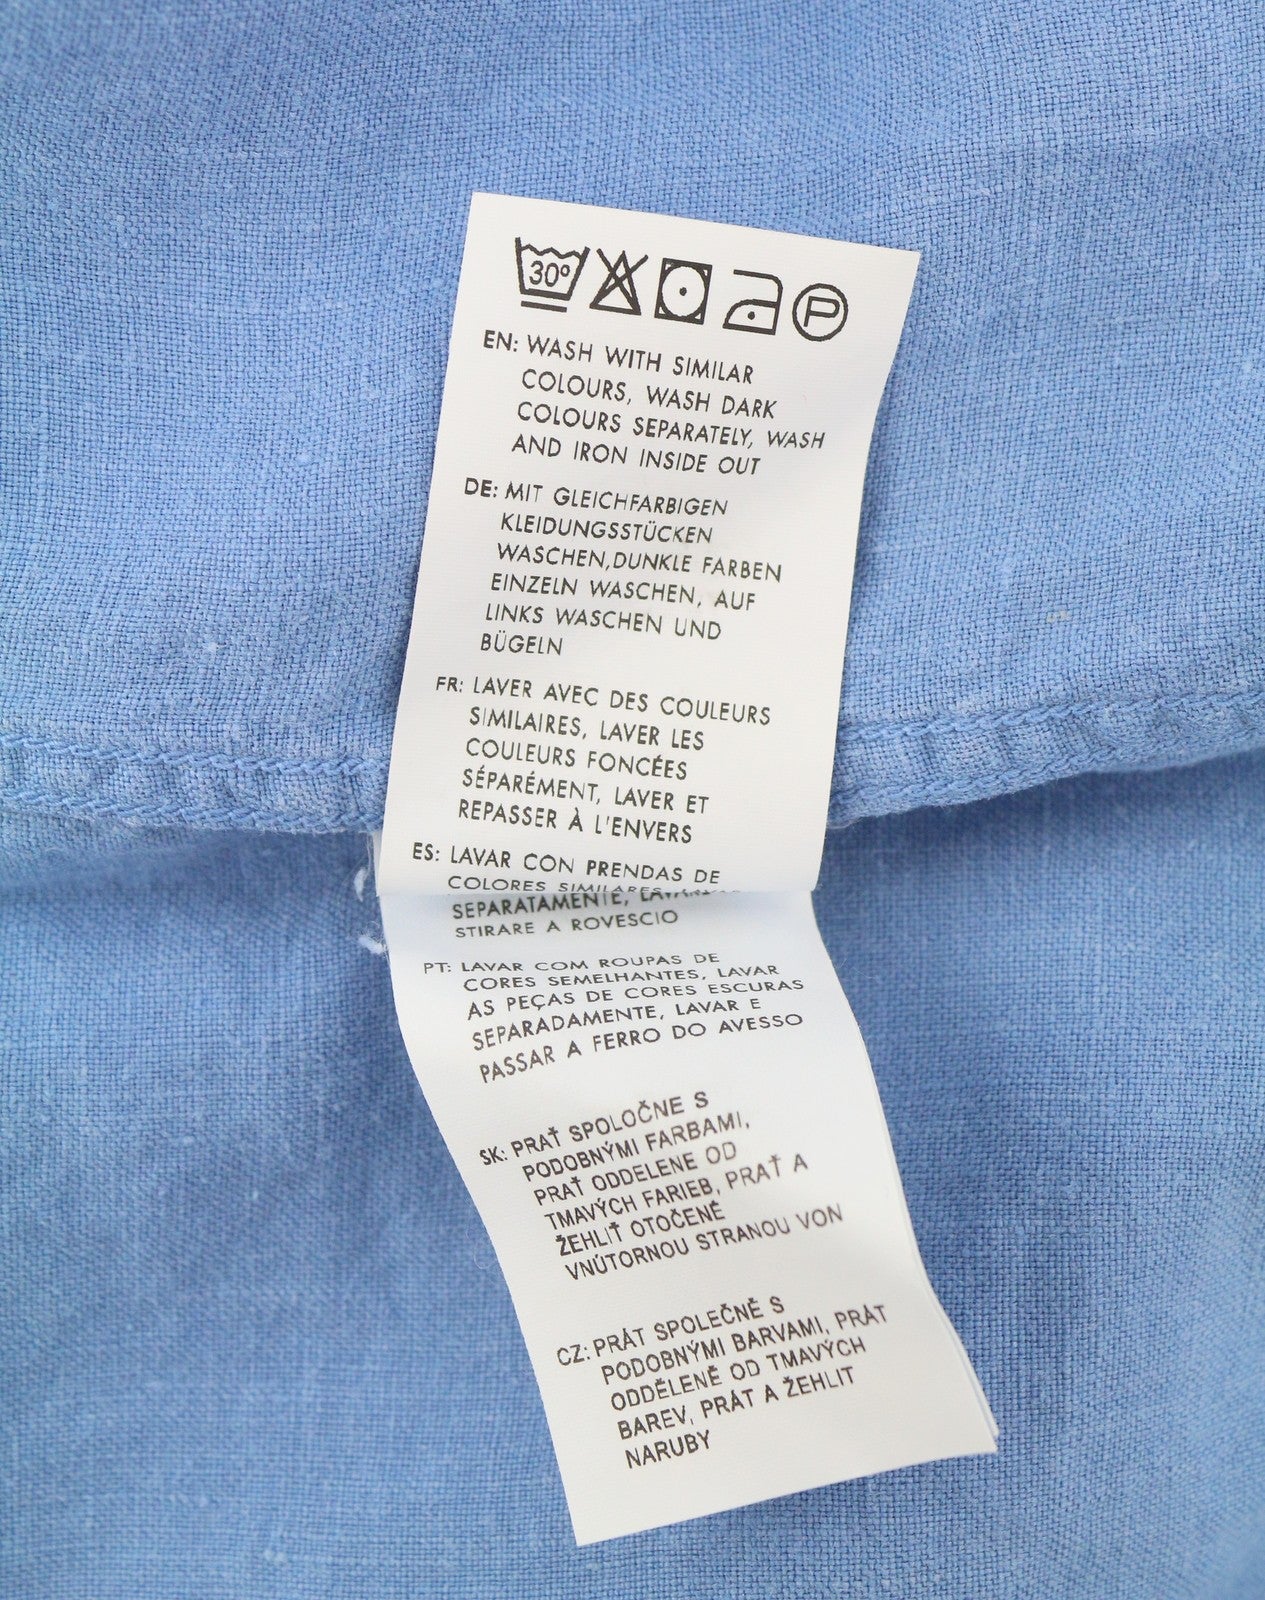 30°
P
EN: WASH WITH SIMILAR
COLOURS, WASH DARK
COLOURS SEPARATELY, WASH
AND IRON INSIDE OUT
DE: MIT GLEICHFARBIGEN
KLEIDUNGSSTÜCKEN
WASCHEN,DUNKLE FARBEN
EINZELN WASCHEN, AUF
LINKS WASCHEN UND
BÜGELN
FR: LAVER AVEC DES COULEURS
SIMILAIRES, LAVER LES
COULEURS FONCÉES
SÉPARÉMENT, LAVER ET
REPASSER À L'ENVERS
ES: LAVAR CON PRENDAS DE
COLORES SIMILARES
SEPARATAMENTE,
STIRARE A ROVESCIO
PT: LAVAR COM ROUPAS DE
CORES SEMELHANTES, LAVAR
AS PEÇAS DE CORES ESCURAS
SEPARADAMENTE, LAVAR E
PASSAR A FERRO DO AVESSO
SK: PRAŤ SPOLOČNE S
PODOBNÝMI FARBAMI,
PRAŤ ODDELENE OD
TMAVÝCH FARIEB, PRAŤ A
ŽEHLIŤ OTOČENÉ
VNÚTORNOU STRANOU VON
CZ: PRÁT SPOLEČNĚ S
PODOBNÝMI BARVAMI, PRÁT
ODDĚLENĚ OD TMAVÝCH
BAREV, PRÁT A ŽEHLIT
NARUBY